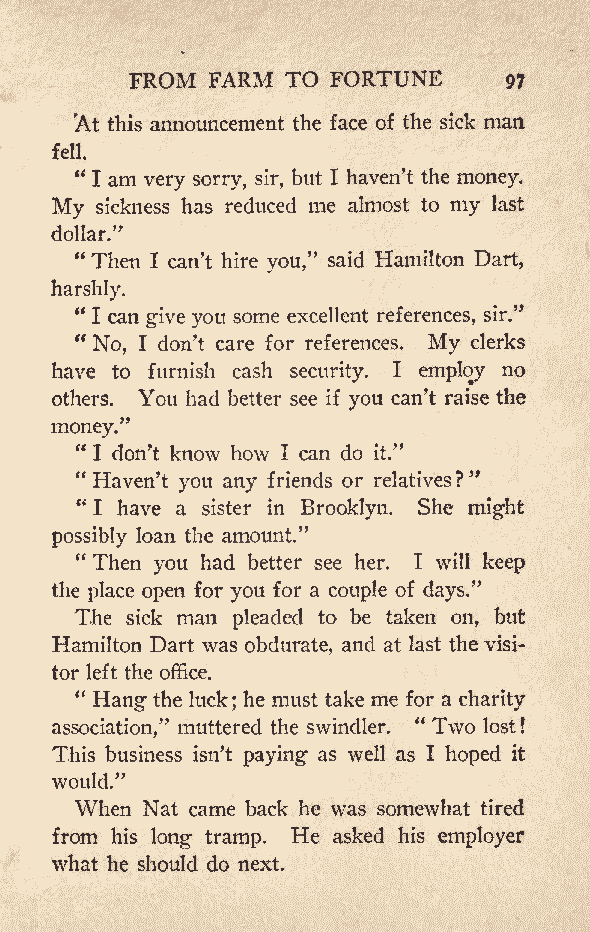 FROM FARM TO FORTUNE 97
At this announcement the face of the sick man
fell.
“ I am very sorry, sir, but I haven’t the money.
My sickness has reduced me almost to my last
dollar.”
“ Then I can’t hire you,” said Hamilton Dart,
harshly.
“ I can give you some excellent references, sir.”
“ No, I don’t care for references. My clerks
have to furnish cash security. I employ no
others. You had better see if you can’t raise the
money.”
“ I don’t know how I can do it.”
“ Haven’t you any friends or relatives? ”
“ I have a sister in Brooklyn. She might
possibly loan the amount.”
“ Then you had better see her. I will keep
the place open for you for a couple of days.”
The sick man pleaded to be taken on, but
Hamilton Dart was obdurate, and at last the visi-
tor left the office.
“ Hang the luck; he must take me for a charity
association,” muttered the swindler. “ Two lost!
This business isn’t paying as well as I hoped it
would.”
When Nat came back he was somewhat tired
from his long tramp. He asked his employer
what he should do next.